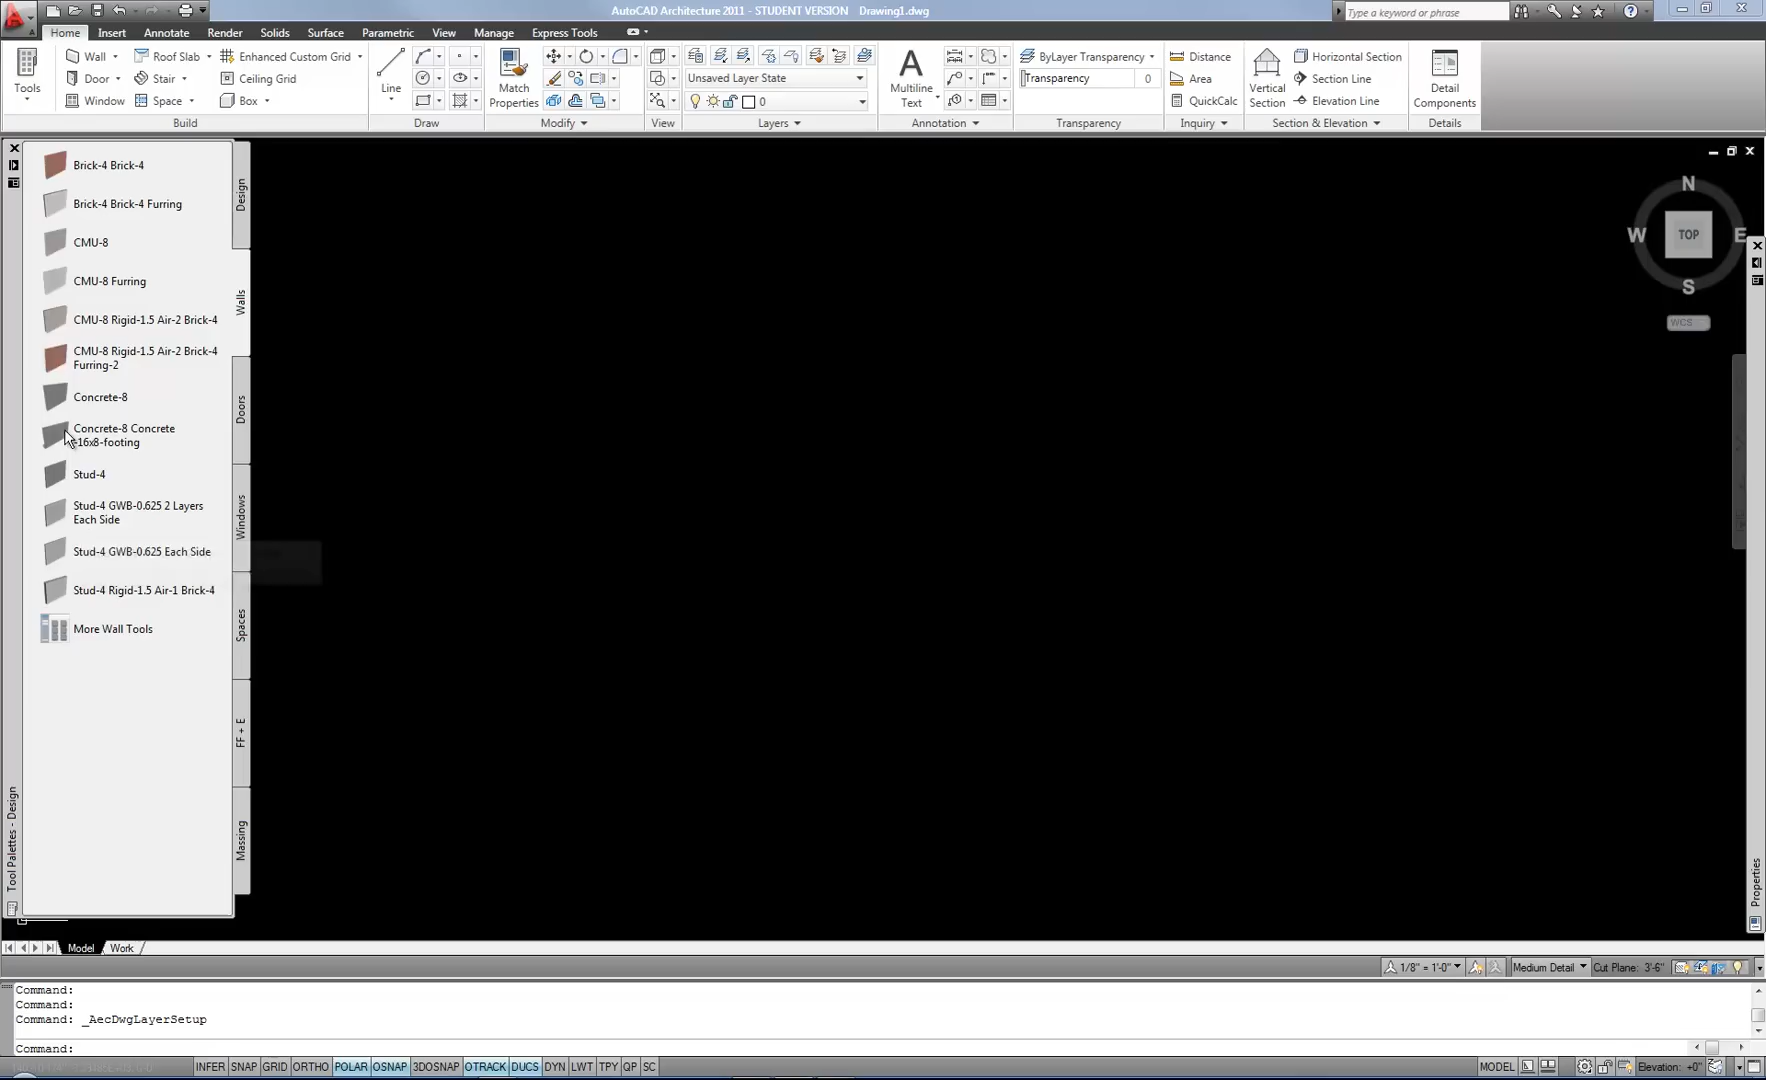 AutoCAD Architecture 2011 - STUDENT VERSION Drawing1.dwg
Type a keyword or phrase
Home Insert Annotate Render Solids Surface Parametric View Manage Express Tools
Tools
Wall
Door
Window
Roof Slab
Stair
Space
Enhanced Custom Grid
Ceiling Grid
Box
Build
Line
Draw
Match
Properties
Modify
View
Unsaved Layer State
0
Layers
Multiline
Text
Annotation
ByLayer Transparency
Transparency 0
Transparency
Distance
Area
QuickCalc
Inquiry
Vertical
Section
Horizontal Section
Section Line
Elevation Line
Section & Elevation
Detail
Components
Details
Brick-4 Brick-4
Brick-4 Brick-4 Furring
CMU-8
CMU-8 Furring
CMU-8 Rigid-1.5 Air-2 Brick-4
CMU-8 Rigid-1.5 Air-2 Brick-4
Furring-2
Concrete-8
Concrete-8 Concrete
-16x8-footing
Stud-4
Stud-4 GWB-0.625 2 Layers
Each Side
Stud-4 GWB-0.625 Each Side
Stud-4 Rigid-1.5 Air-1 Brick-4
More Wall Tools
Design
Walls
Doors
Windows
Spaces
FF + E
Massing
Tool Palettes - Design
N
W TOP E
S
WCS
Properties
Model Work
1/8" = 1'-0" Medium Detail Cut Plane: 3'-6"
Command:
Command:
Command: _AecDwgLayerSetup
Command:
INFER SNAP GRID ORTHO POLAR OSNAP 3DOSNAP OTRACK DUCS DYN LWT TPY QP SC
MODEL Elevation: +0"